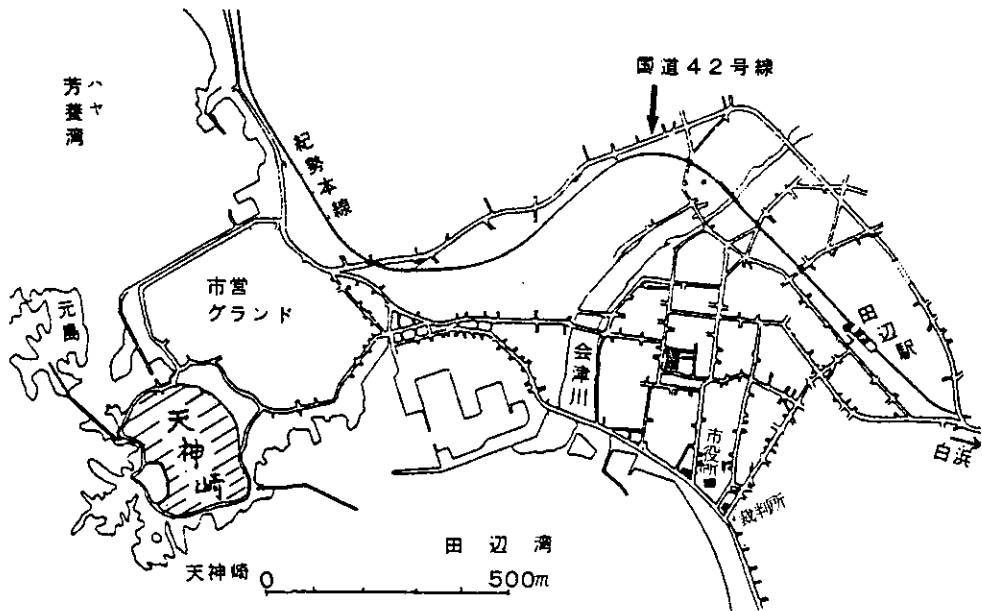 国道42号線
ハヤ
芳養湾
紀勢本線
市営
グランド
元島
田辺駅
会津川
天神崎
市役所
白浜
裁判所
田辺湾
天神崎
0
500m